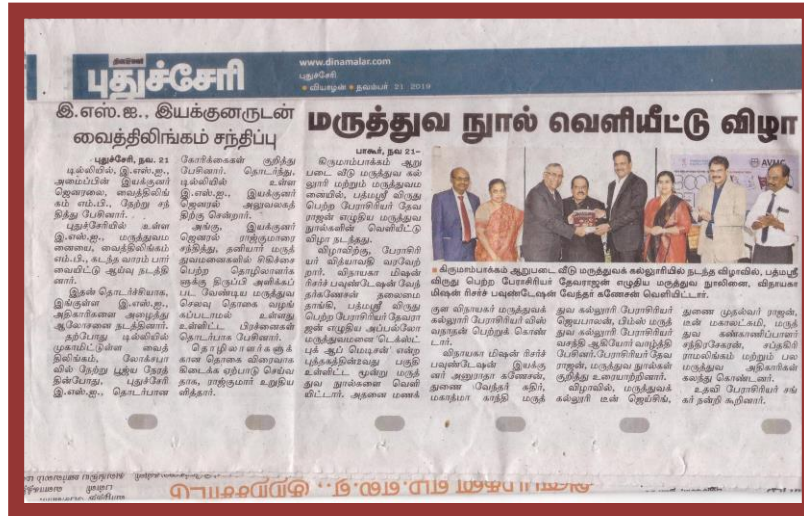 தினமலர்
புதுச்சேரி
www.dinamalar.com
புதுச்சேரி
வியாழன் நவம்பர் 21 2019
இ.எஸ்.ஐ., இயக்குனருடன்
வைத்திலிங்கம் சந்திப்பு
புதுச்சேரி, நவ. 21
டில்லியில், இ.எஸ்.ஐ.,
அமைப்பின் இயக்குனர்
ஜெனரலை, வைத்திலிங்
கம் எம்.பி., நேற்று சந்
தித்து பேசினார்.
புதுச்சேரியில் உள்ள
இ.எஸ்.ஐ., மருத்துவம
னையை, வைத்திலிங்கம்
எம்.பி., கடந்த வாரம் பார்
வையிட்டு ஆய்வு நடத்தி
னார்.
இதன் தொடர்ச்சியாக,
இங்குள்ள இ.எஸ்.ஐ.,
அதிகாரிகளை அழைத்து
ஆலோசனை நடத்தினார்.
தற்போது டில்லியில்
முகாமிட்டுள்ள வைத்
திலிங்கம், லோக்சபா
வில் நேற்று பூஜ்ய நேரத்
தின்போது, புதுச்சேரி
இ.எஸ்.ஐ., தொடர்பான
கோரிக்கைகள் குறித்து
பேசினார். தொடர்ந்து,
டில்லியில் உள்ள
இ.எஸ்.ஐ., இயக்குனர்
ஜெனரல் அலுவலகத்
திற்கு சென்றார்.
அங்கு, இயக்குனர்
ஜெனரல் ராஜ்குமாரை
சந்தித்து, தனியார் மருத்
துவமனைகளில் சிகிச்சை
பெற்ற தொழிலாளர்க
ளுக்கு திருப்பி அளிக்கப்
பட வேண்டிய மருத்துவ
செலவு தொகை வழங்
கப்படாமல் உள்ளது
உள்ளிட்ட பிரச்னைகள்
தொடர்பாக பேசினார்.
தொழிலாளர்களுக்
கான தொகை விரைவாக
கிடைக்க ஏற்பாடு செய்வ
தாக, ராஜ்குமார் உறுதிய
ளித்தார்.
மருத்துவ நூல் வெளியீட்டு விழா
பாகூர், நவ 21-
கிருமாம்பாக்கம் ஆறு
படை வீடு மருத்துவ கல்
லூரி மற்றும் மருத்துவம
னையில், பத்மஸ்ரீ விருது
பெற்ற பேராசிரியர் தேவ
ராஜன் எழுதிய மருத்துவ
நூல்களின் வெளியீட்டு
விழா நடந்தது.
விழாவிற்கு, பேராசிரி
யர் வித்யாவதி வரவேற்
றார். விநாயகா மிஷன்
ரிசர்ச் பவுண்டேஷன் வேந்
தர்கணேசன் தலைமை
தாங்கி, பத்மஸ்ரீ விருது
பெற்ற பேராசிரியர் தேவரா
ஜன் எழுதிய அப்பல்லோ
மருத்துவமனை டெக்ஸ்ட்
புக் ஆப் மெடிசன்' என்ற
புத்தகத்தின்2வது பகுதி
உள்ளிட்ட மூன்று மருத்
துவ நூல்களை வெளி
யிட்டார். அதனை மணக்
AVMC
கிருமாம்பாக்கம் ஆறுபடை வீடு மருத்துவக் கல்லூரியில் நடந்த விழாவில், பத்மஸ்ரீ
விருது பெற்ற பேராசிரியர் தேவராஜன் எழுதிய மருத்துவ நூலினை, விநாயகா
மிஷன் ரிசர்ச் பவுண்டேஷன் வேந்தர் கணேசன் வெளியிட்டார்.
குள விநாயகர் மருத்துவக்
கல்லூரி பேராசிரியர் விஸ்
வநாதன் பெற்றுக் கொண்
டார்.
விநாயகா மிஷன் ரிசர்ச்
பவுண்டேஷன் இயக்கு
னர் அனுராதா கணேசன்,
துணை வேந்தர் சுதிர்,
மகாத்மா காந்தி மருத்
துவ கல்லூரி பேராசிரியர்
ஜெயபாலன், பிம்ஸ் மருத்
துவ கல்லூரி பேராசிரியர்
வசந்தி ஆகியோர் வாழ்த்தி
பேசினர்.பேராசிரியர் தேவ
ராஜன், மருத்துவ நூல்கள்
குறித்து உரையாற்றினார்.
விழாவில், மருத்துவக்
கல்லூரி டீன் ஜெய்சிங்,
துணை முதல்வர் ராஜன்,
டீன் மகாலட்சுமி, மருத்
துவ கண்காணிப்பாளர்
சந்திரசேகரன், சப்தகிரி
ராமலிங்கம் மற்றும் பல
மருத்துவ அதிகாரிகள்
கலந்து கொண்டனர்.
உதவி பேராசிரியர் சங்
கர் நன்றி கூறினார்.